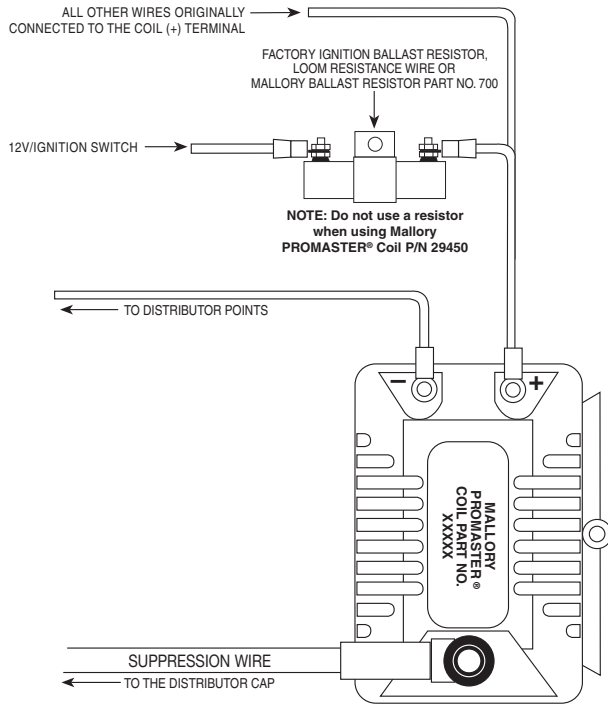 ALL OTHER WIRES ORIGINALLY
CONNECTED TO THE COIL (+) TERMINAL
FACTORY IGNITION BALLAST RESISTOR,
LOOM RESISTANCE WIRE OR
MALLORY BALLAST RESISTOR PART NO. 700
12V/IGNITION SWITCH
NOTE: Do not use a resistor
when using Mallory
PROMASTER® Coil P/N 29450
TO DISTRIBUTOR POINTS
– +
MALLORY
PROMASTER®
COIL PART NO.
XXXXX
SUPPRESSION WIRE
TO THE DISTRIBUTOR CAP